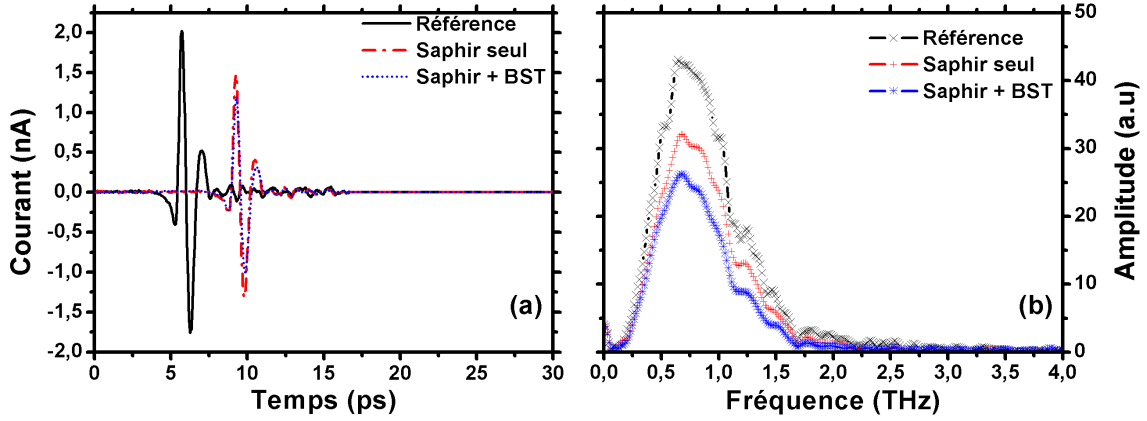 Référence
Saphir seul
Saphir + BST
2,0
1,5
1,0
0,5
0,0
-0,5
-1,0
-1,5
-2,0
Courant (nA)
(a)
0
5
10
15
20
25
30
Temps (ps)
Référence
Saphir seul
Saphir + BST
50
40
30
20
10
0
Amplitude (a.u)
(b)
0,0
0,5
1,0
1,5
2,0
2,5
3,0
3,5
4,0
Fréquence (THz)